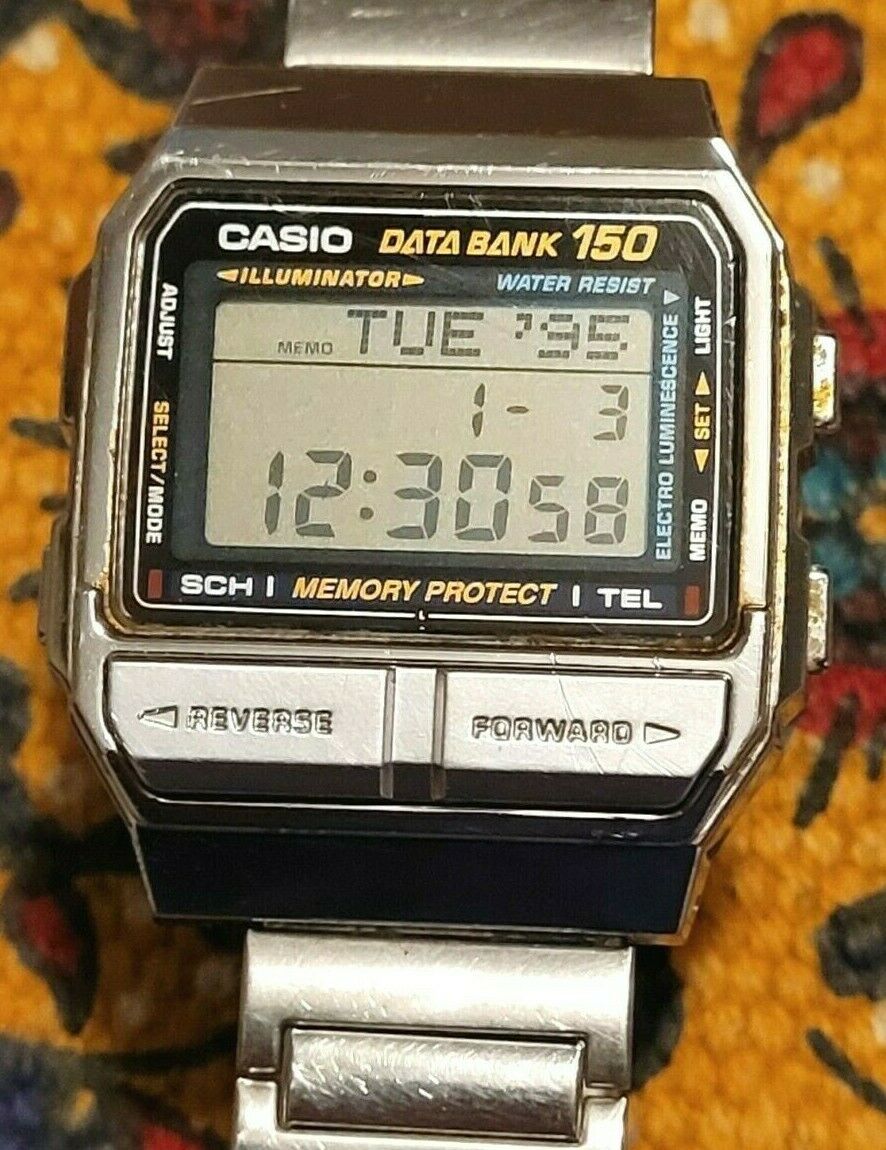 CASIO DATA BANK 150
ILLUMINATOR WATER RESIST
ADJUST
SELECT/MODE
MEMO TUE '95
1- 3
12:30 58
ELECTRO LUMINESCENCE
LIGHT
SET
MEMO
SCH | MEMORY PROTECT | TEL
REVERSE FORWARD